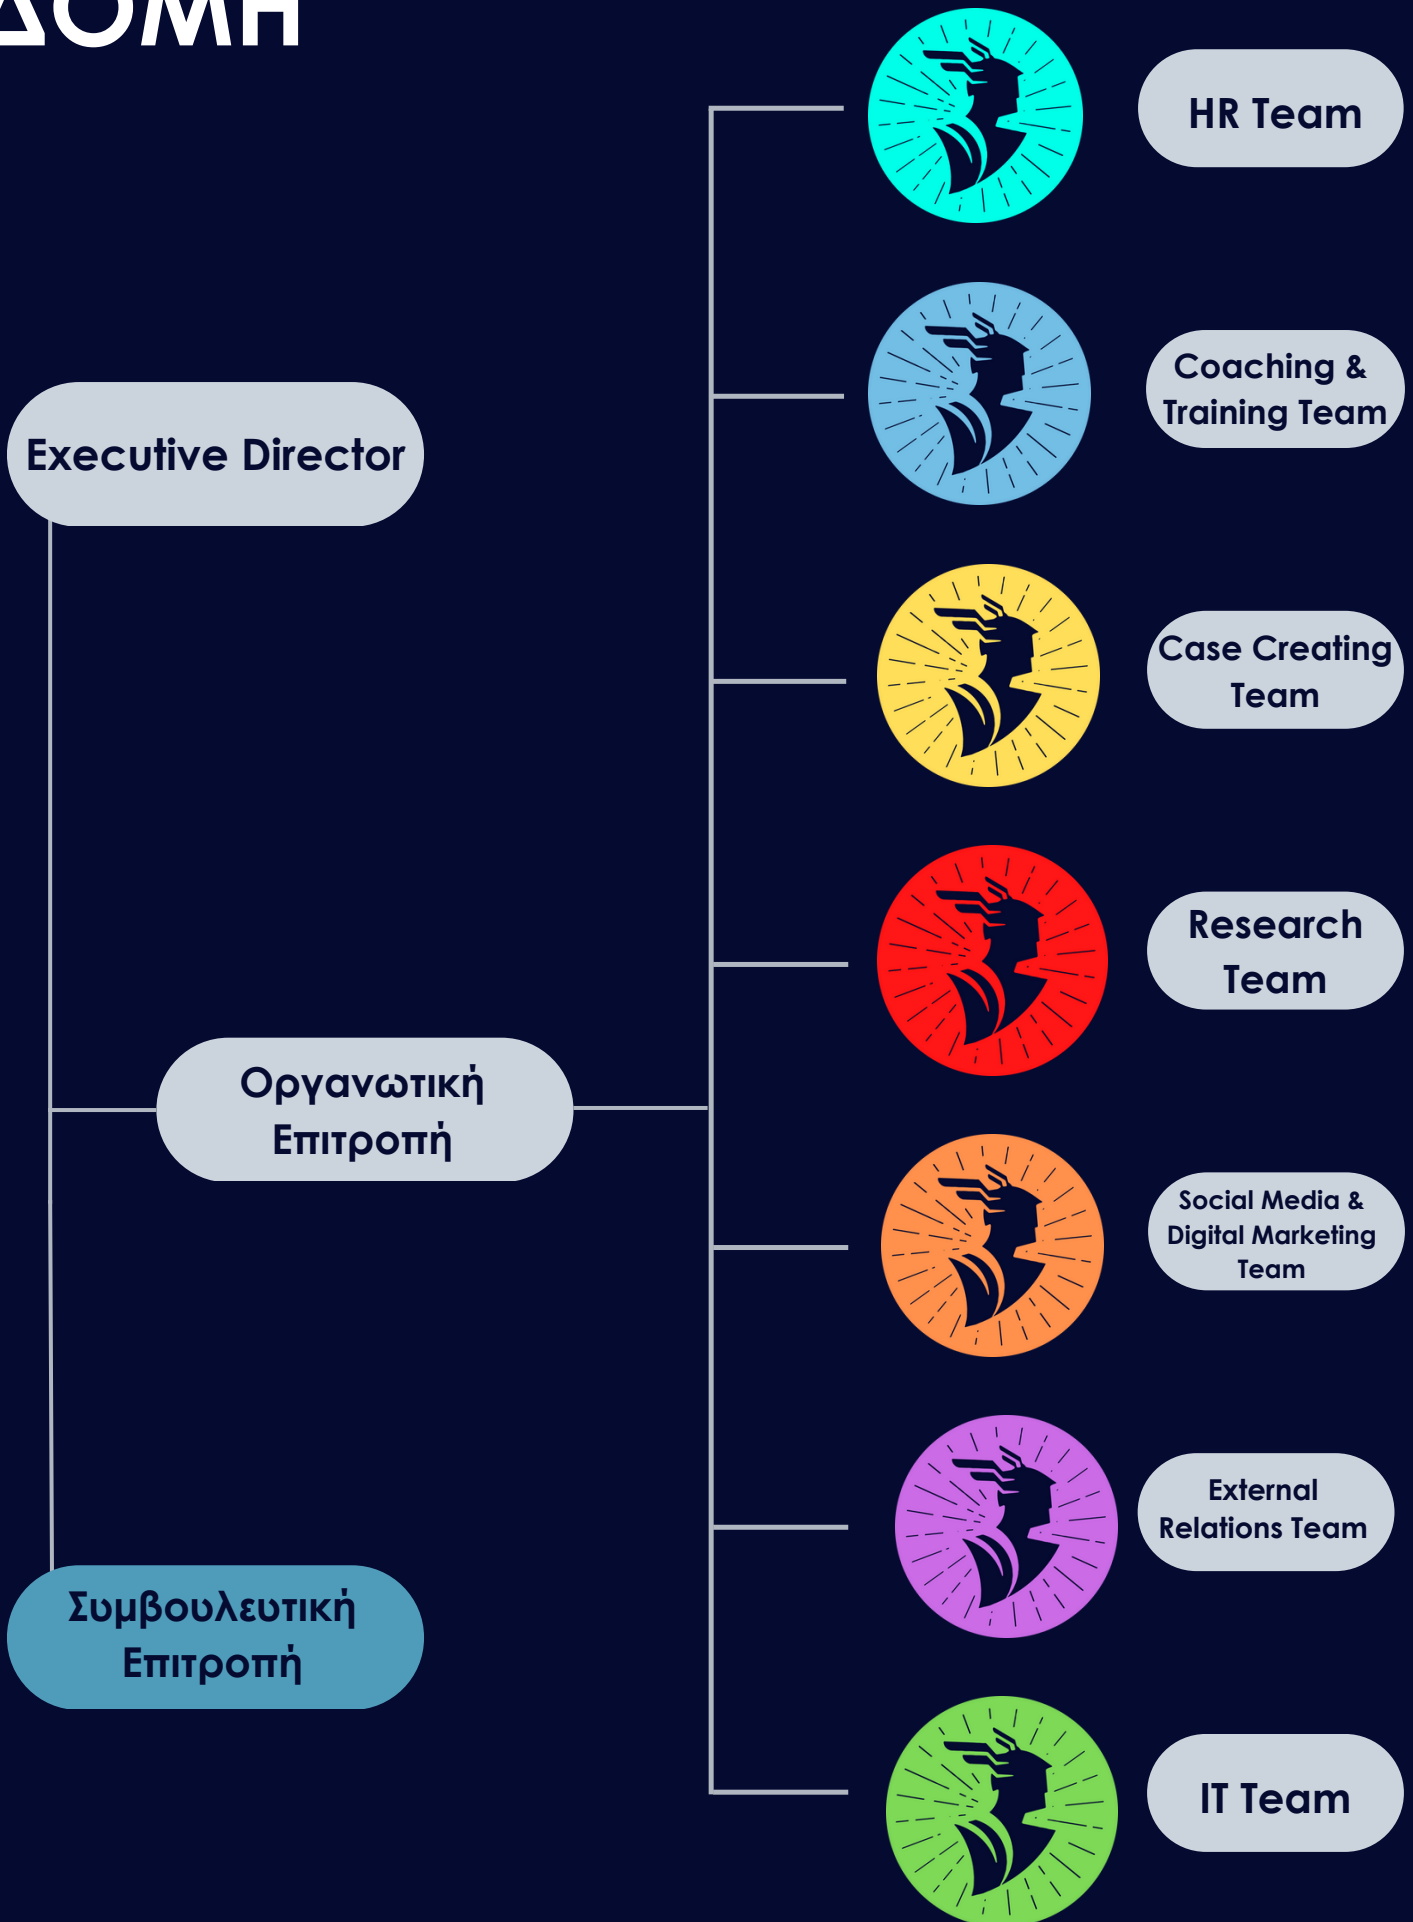 ΔΟΜΗ
HR Team
Coaching &
Training Team
Executive Director
Case Creating
Team
Research
Team
Οργανωτική
Επιτροπή
Social Media &
Digital Marketing
Team
External
Relations Team
Συμβουλευτική
Επιτροπή
IT Team